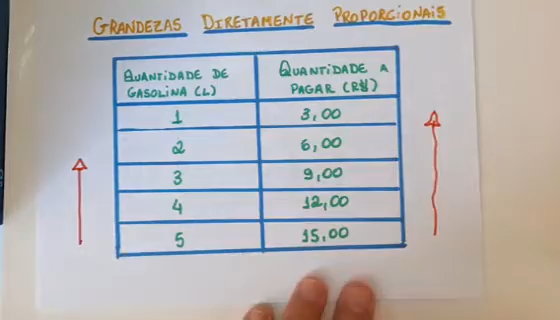 GRANDEZAS DIRETAMENTE PROPORCIONAIS
QUANTIDADE DE GASOLINA (L)
QUANTIDADE A PAGAR (R$)
1 3,00
2 6,00
3 9,00
4 12,00
5 15,00